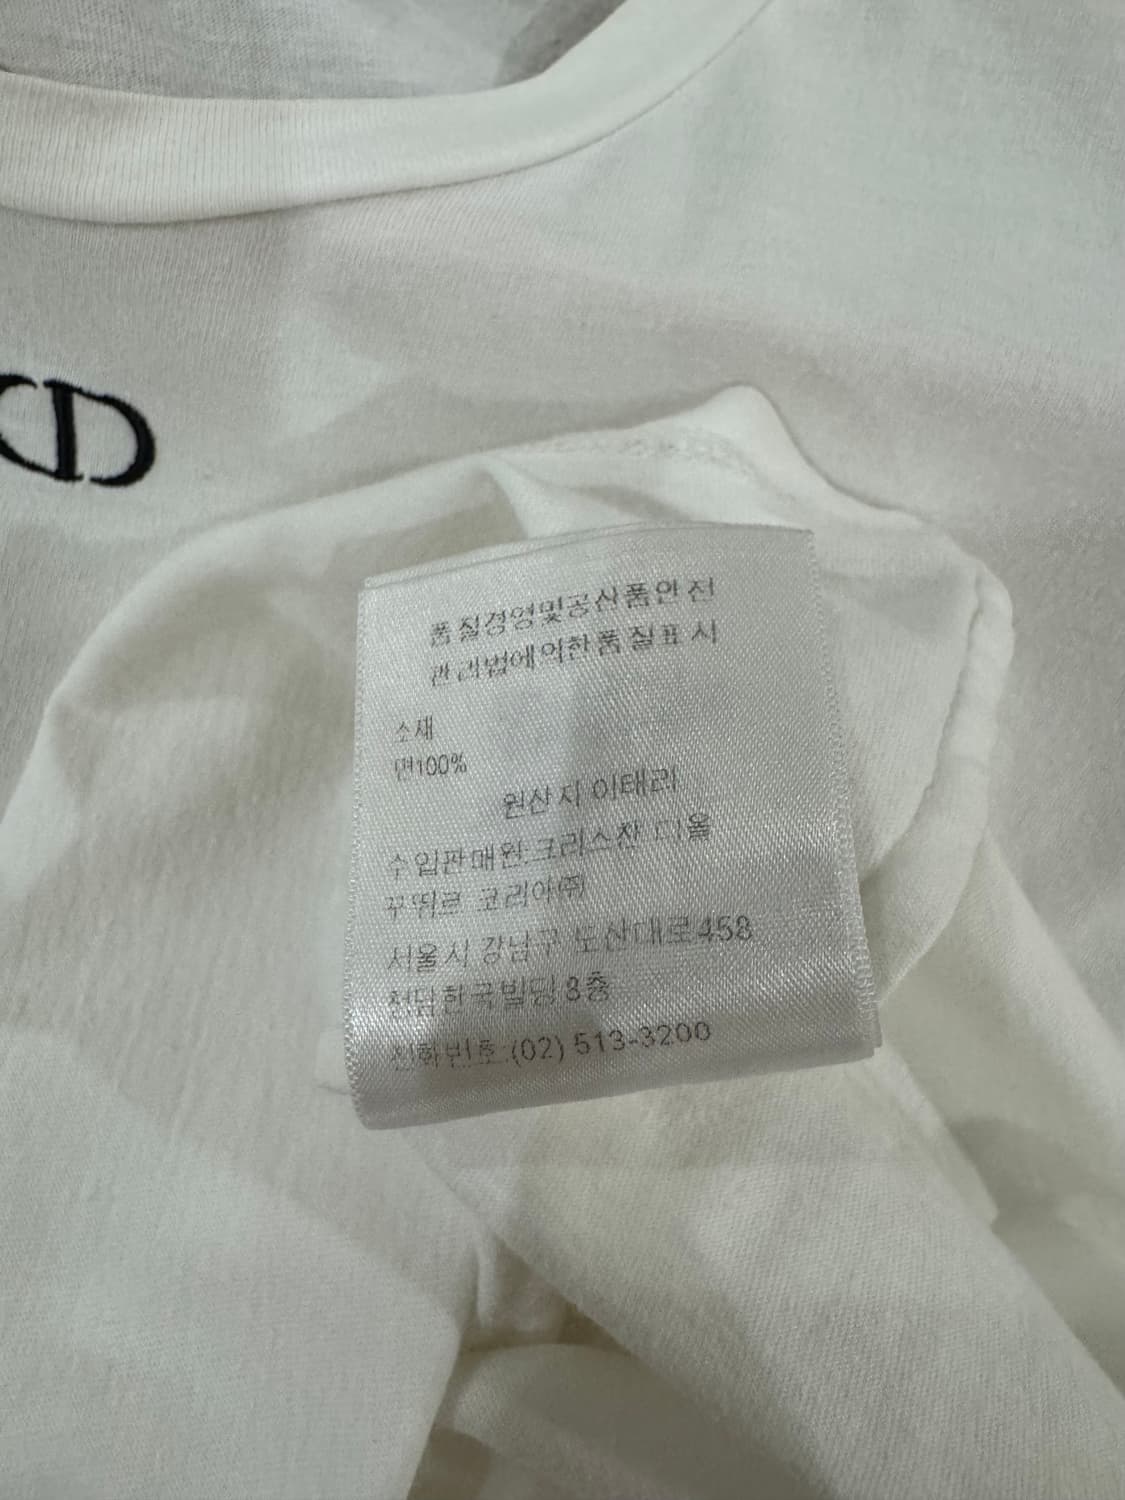 CD
품질경영및공산품안전
관리법에의한품질표시
소재
면100%
원산지 이태리
수입판매원.크리스챤 디올
꾸띄르 코리아(주)
서울시 강남구 도산대로458
청담한국빌딩 8층
전화번호:(02) 513-3200